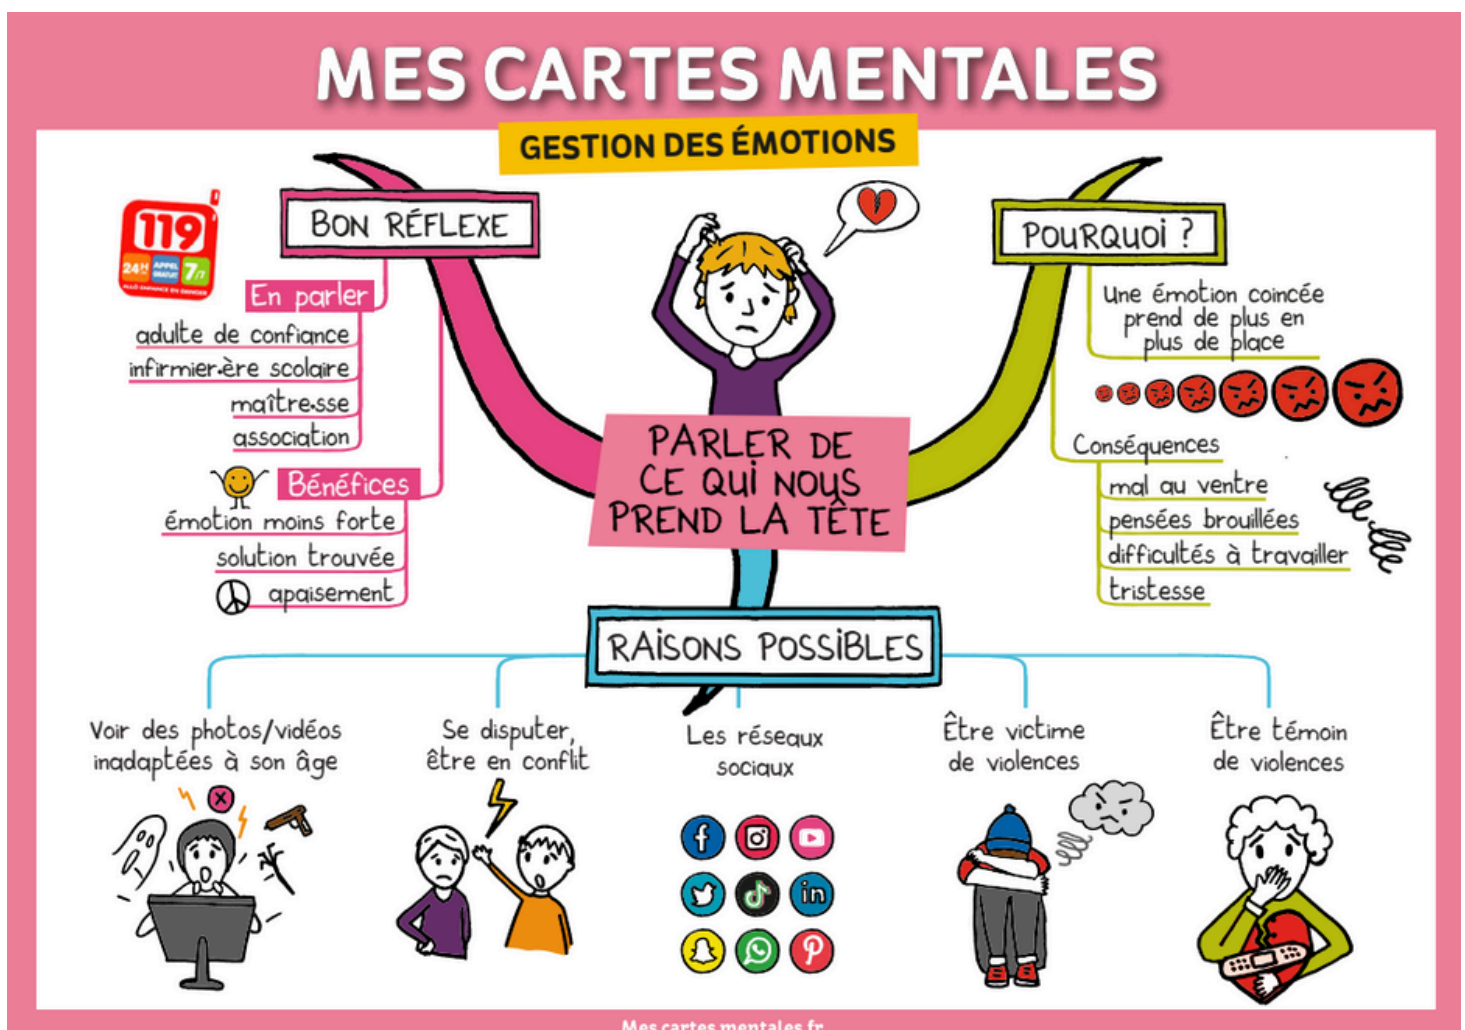 MES CARTES MENTALES
GESTION DES ÉMOTIONS
BON RÉFLEXE
119
24H
APPEL
GRATUIT
7/7
ALLÔ ENFANCE EN DANGER
En parler
adulte de confiance
infirmier·ère scolaire
maître·sse
association
Bénéfices
émotion moins forte
solution trouvée
apaisement
POURQUOI ?
Une émotion coincée
prend de plus en
plus de place
Conséquences
mal au ventre
pensées brouillées
difficultés à travailler
tristesse
PARLER DE
CE QUI NOUS
PREND LA TÊTE
RAISONS POSSIBLES
Voir des photos/vidéos
inadaptées à son âge
Se disputer,
être en conflit
Les réseaux
sociaux
Être victime
de violences
Être témoin
de violences
Mes cartes mentales.fr